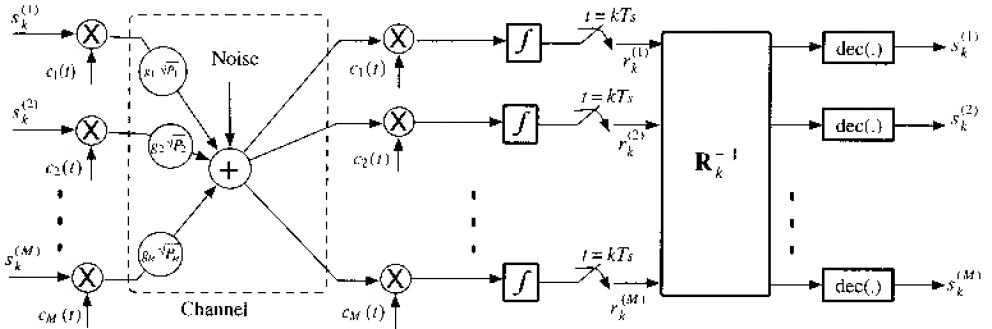 s_k^(1)
c_1(t)
g_1 √P_1
s_k^(2)
c_2(t)
g_2 √P_2
s_k^(M)
c_M(t)
g_M √P_M
Noise
+
Channel
c_1(t)
∫
t = kTs
r_k^(1)
c_2(t)
∫
t = kTs
r_k^(2)
c_M(t)
∫
t = kTs
r_k^(M)
R_k^-1
dec(.)
s_k^(1)
dec(.)
s_k^(2)
dec(.)
s_k^(M)